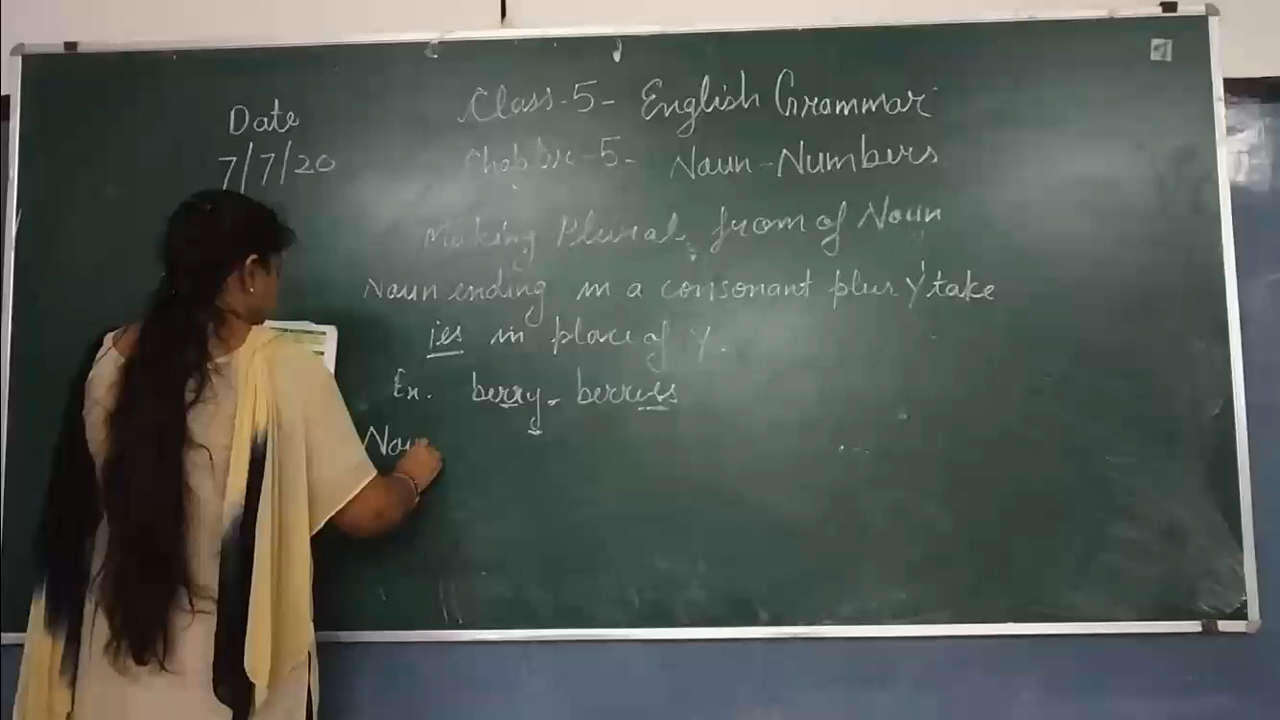 Date
7/7/20
Class-5- English Grammar
Chapter-5- Noun-Numbers
Making Plural from of Noun
Noun ending in a consonant plus 'y' take
ies in place of y.
Ex. berry - berries
Nou